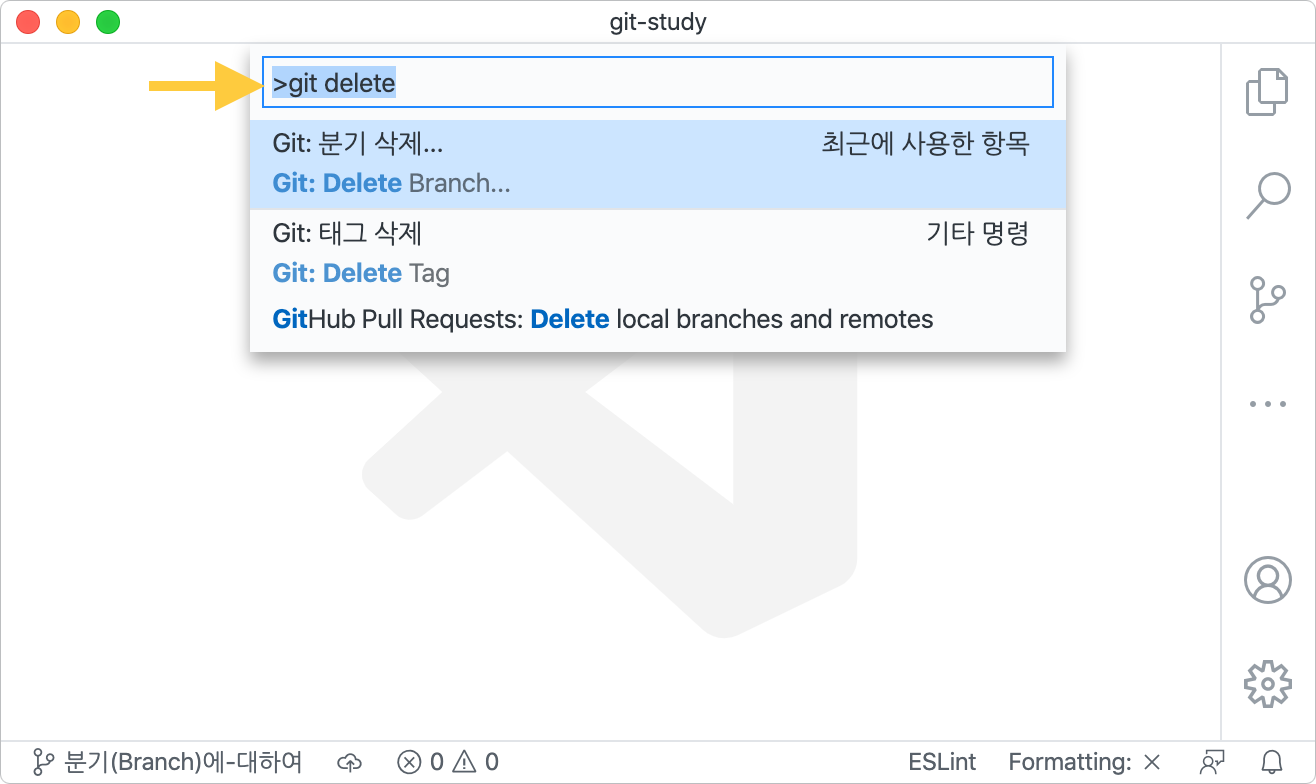 git-study
>git delete
Git: 분기 삭제... 최근에 사용한 항목
Git: Delete Branch...
Git: 태그 삭제 기타 명령
Git: Delete Tag
GitHub Pull Requests: Delete local branches and remotes
분기(Branch)에-대하여 0 0 ESLint Formatting: ×